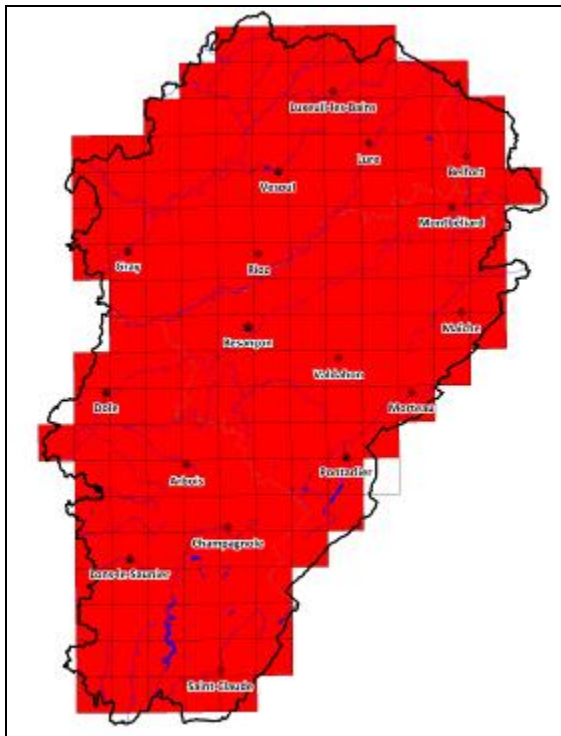 Luxeuil-les-Bains
Lure
Belfort
Vesoul
Montbéliard
Gray
Rioz
Maîche
Besançon
Valdahon
Dole
Morteau
Pontarlier
Arbois
Champagnole
Lons-le-Saunier
Saint-Claude